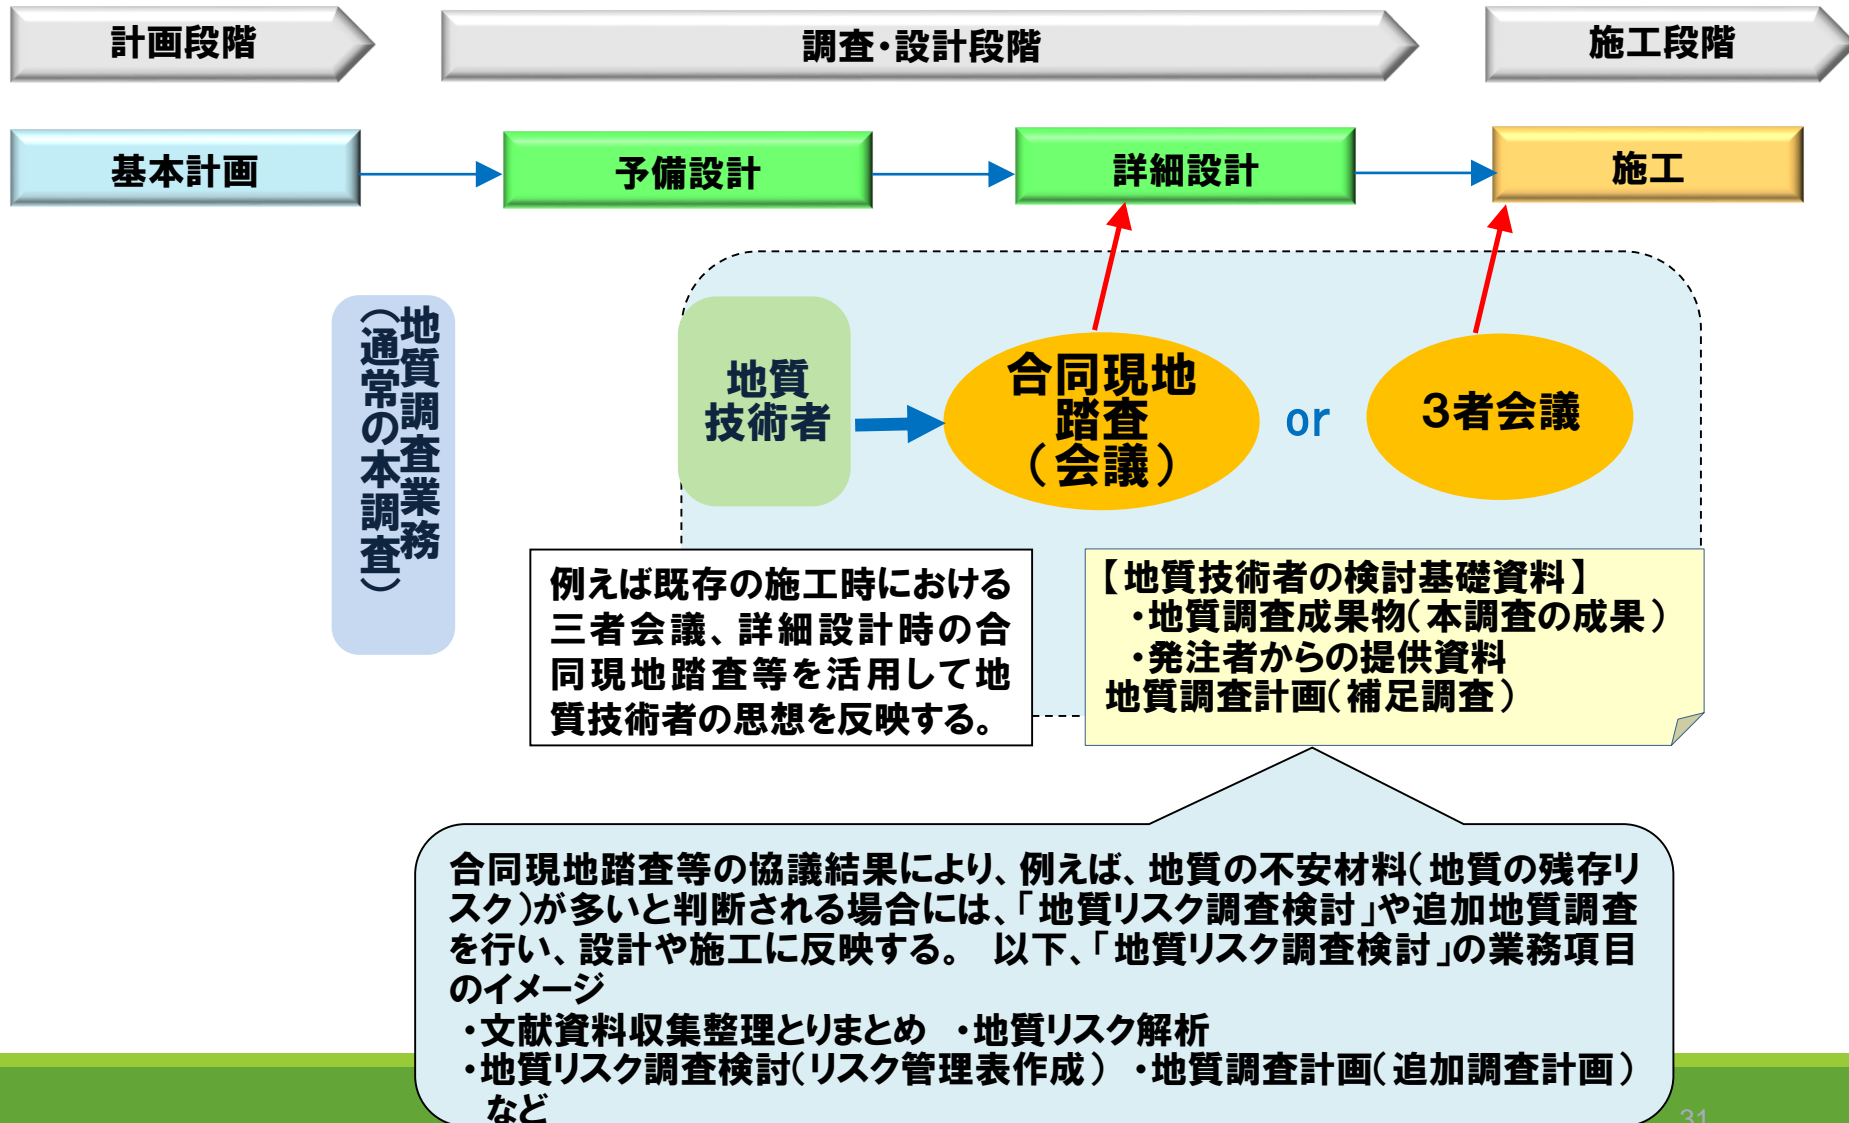 計画段階
調査・設計段階
施工段階
基本計画
予備設計
詳細設計
施工
地質調査業務
（通常の本調査）
地質
技術者
合同現地
踏査
（会議）
or
３者会議
例えば既存の施工時における
三者会議、詳細設計時の合
同現地踏査等を活用して地
質技術者の思想を反映する。
【地質技術者の検討基礎資料】
・地質調査成果物（本調査の成果）
・発注者からの提供資料
地質調査計画（補足調査）
合同現地踏査等の協議結果により、例えば、地質の不安材料（地質の残存リ
スク）が多いと判断される場合には、「地質リスク調査検討」や追加地質調査
を行い、設計や施工に反映する。　以下、「地質リスク調査検討」の業務項目
のイメージ
・文献資料収集整理とりまとめ　・地質リスク解析
・地質リスク調査検討（リスク管理表作成）　・地質調査計画（追加調査計画）
など
31